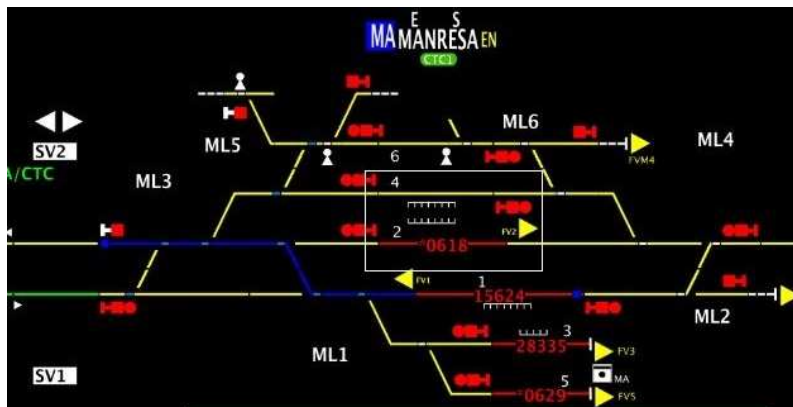 E S
MA MANRESA EN
CTC1
ML5
ML6
ML4
SV2
6
FVM4
A/CTC
ML3
4
2
°0618
FV2
FV1
1
15624
ML2
3
28335
FV3
ML1
MA
SV1
5
°0629
FV5